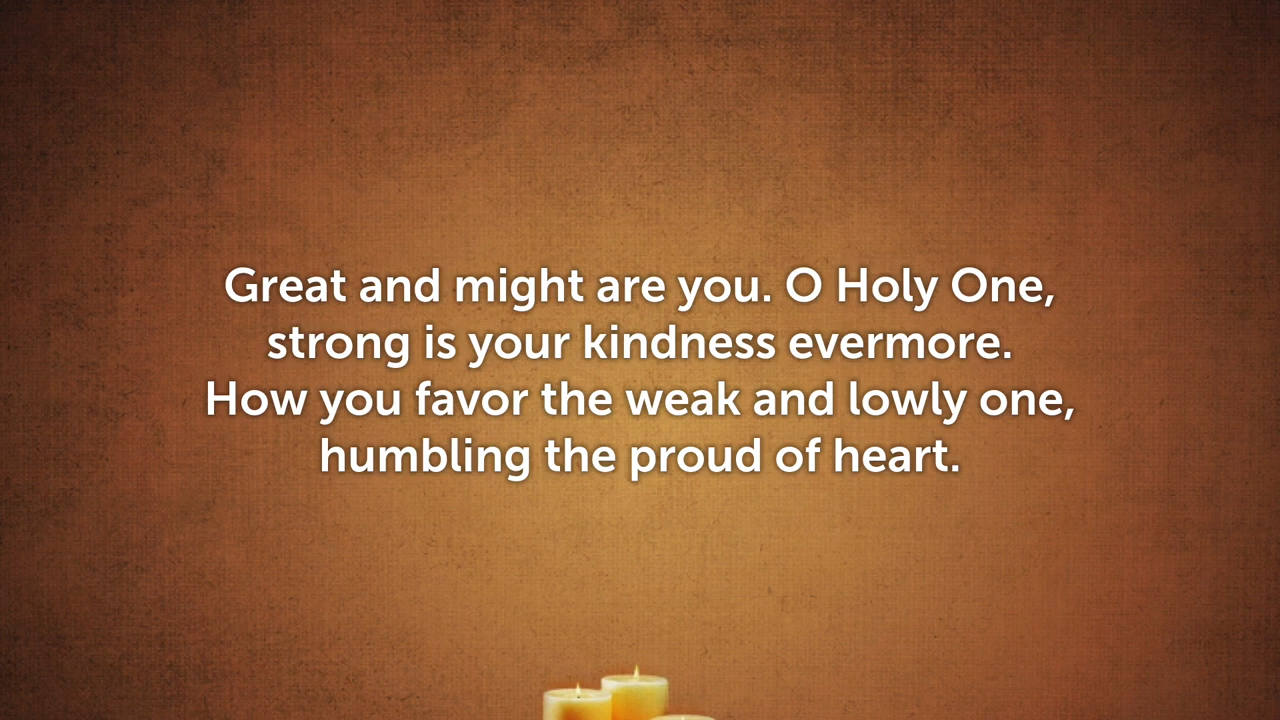 Great and might are you. O Holy One,
strong is your kindness evermore.
How you favor the weak and lowly one,
humbling the proud of heart.